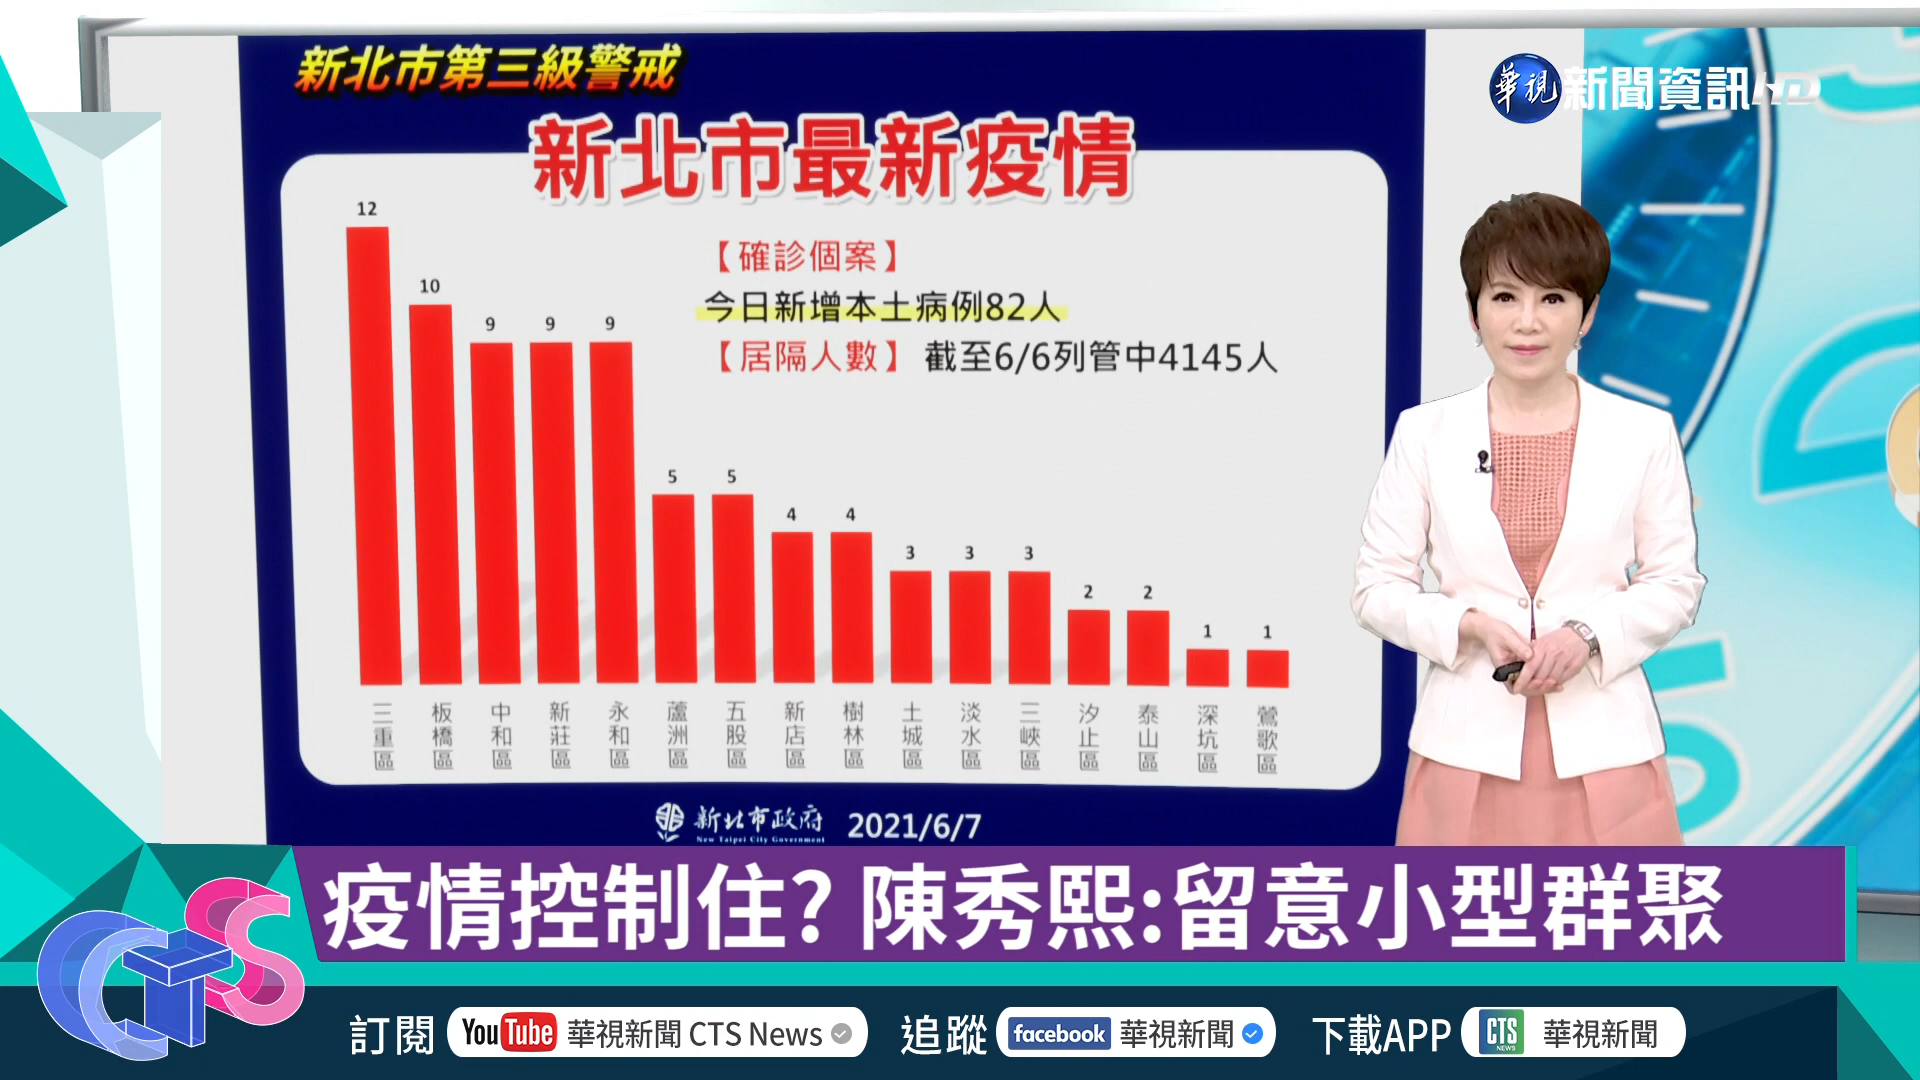 新北市第三級警戒
華視 新聞資訊HD
新北市最新疫情
【確診個案】
今日新增本土病例82人
【居隔人數】 截至6/6列管中4145人
12
10
9
9
9
5
5
4
4
3
3
3
2
2
1
1
三重區
板橋區
中和區
新莊區
永和區
蘆洲區
五股區
新店區
樹林區
土城區
淡水區
三峽區
汐止區
泰山區
深坑區
鶯歌區
新北市政府
New Taipei City Government
2021/6/7
疫情控制住? 陳秀熙:留意小型群聚
CTS
訂閱 YouTube 華視新聞 CTS News 追蹤 facebook 華視新聞 下載APP CTS NEWS 華視新聞